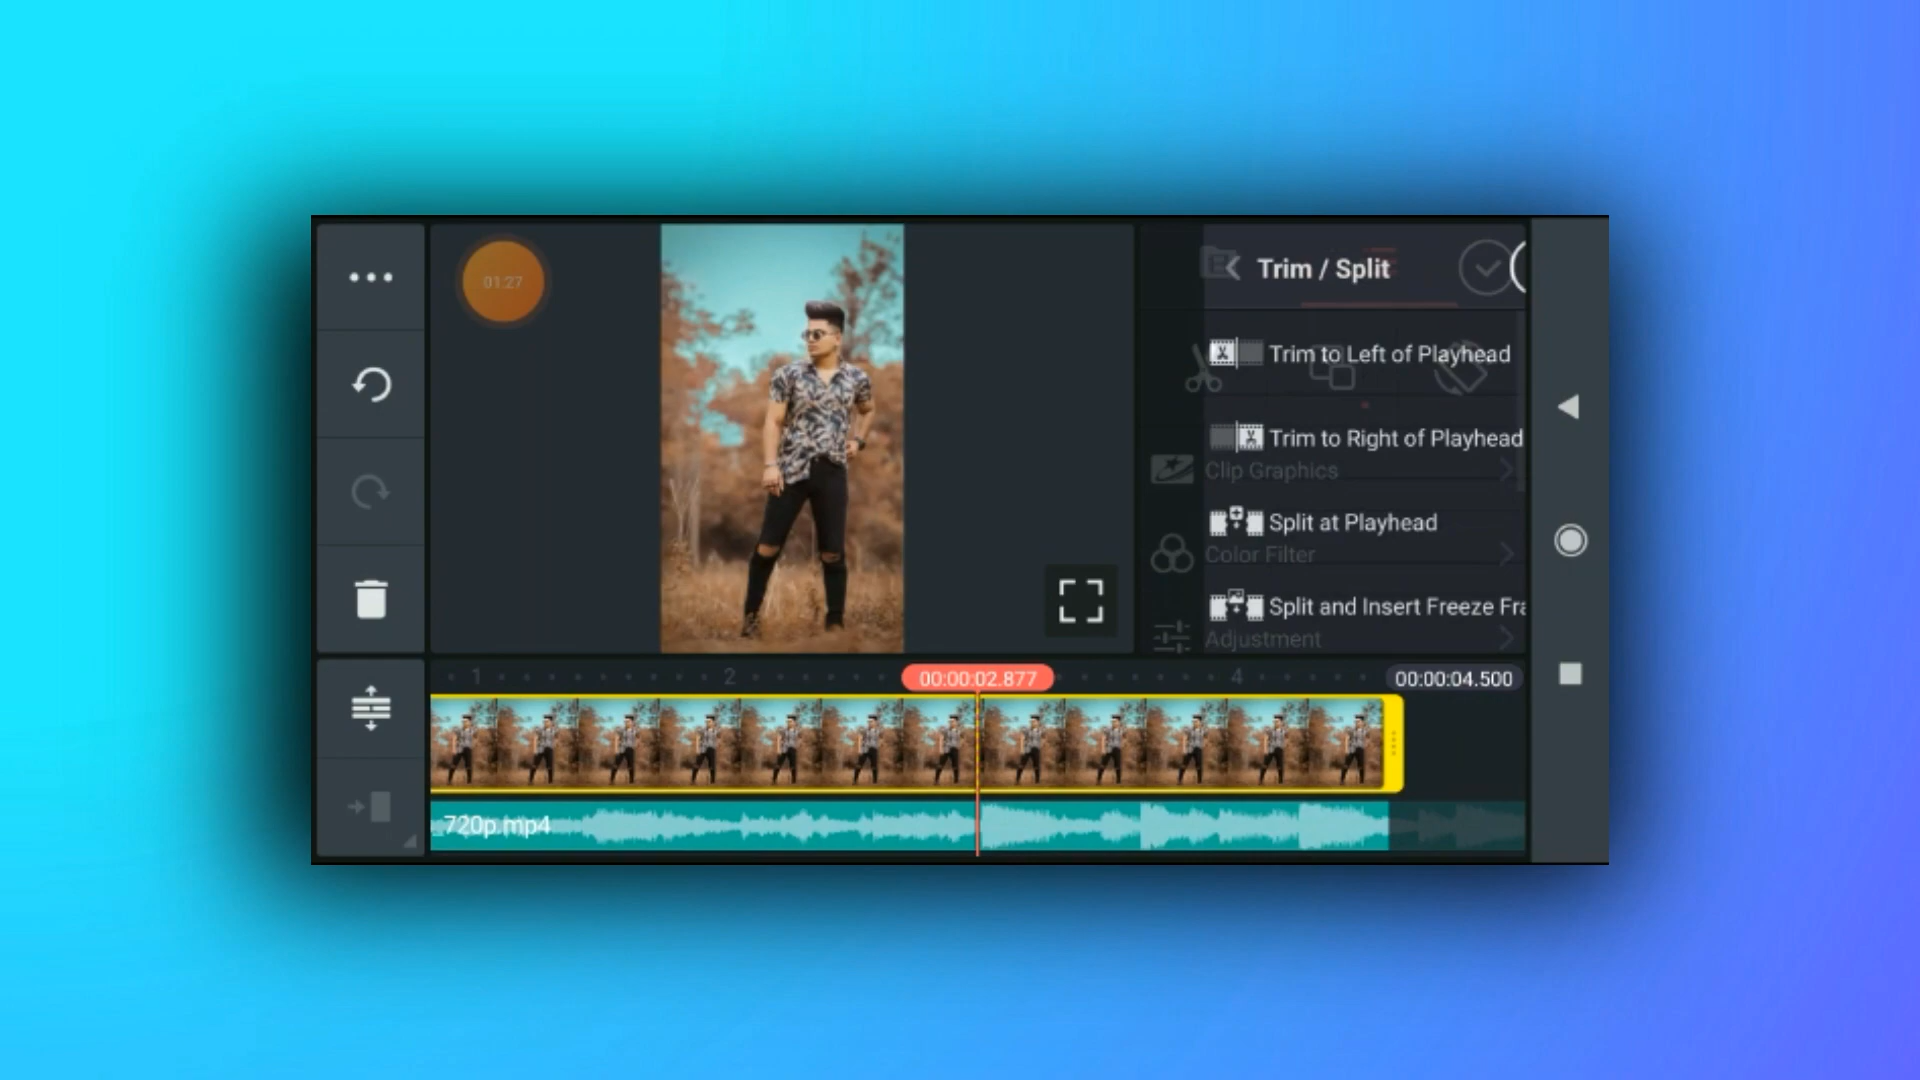 01:27
Trim / Split
Trim to Left of Playhead
Trim to Right of Playhead
Clip Graphics
Split at Playhead
Color Filter
Split and Insert Freeze Fra
Adjustment
1
2
00:00:02.877
4
00:00:04.500
_720p.mp4